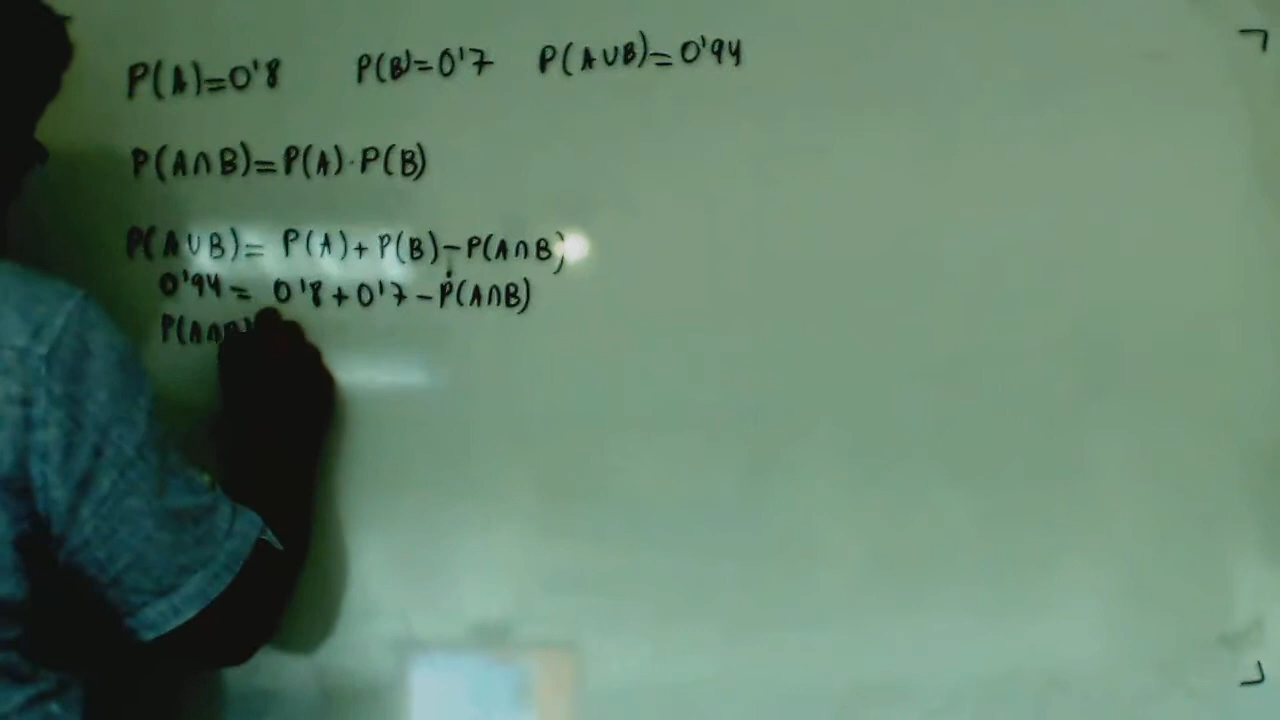 P(A)=0'8 P(B)=0'7 P(A∪B)=0'94
P(A∩B)=P(A)·P(B)
P(A∪B)= P(A)+P(B)-P(A∩B)
0'94= 0'8+0'7-P(A∩B)
P(A∩B)